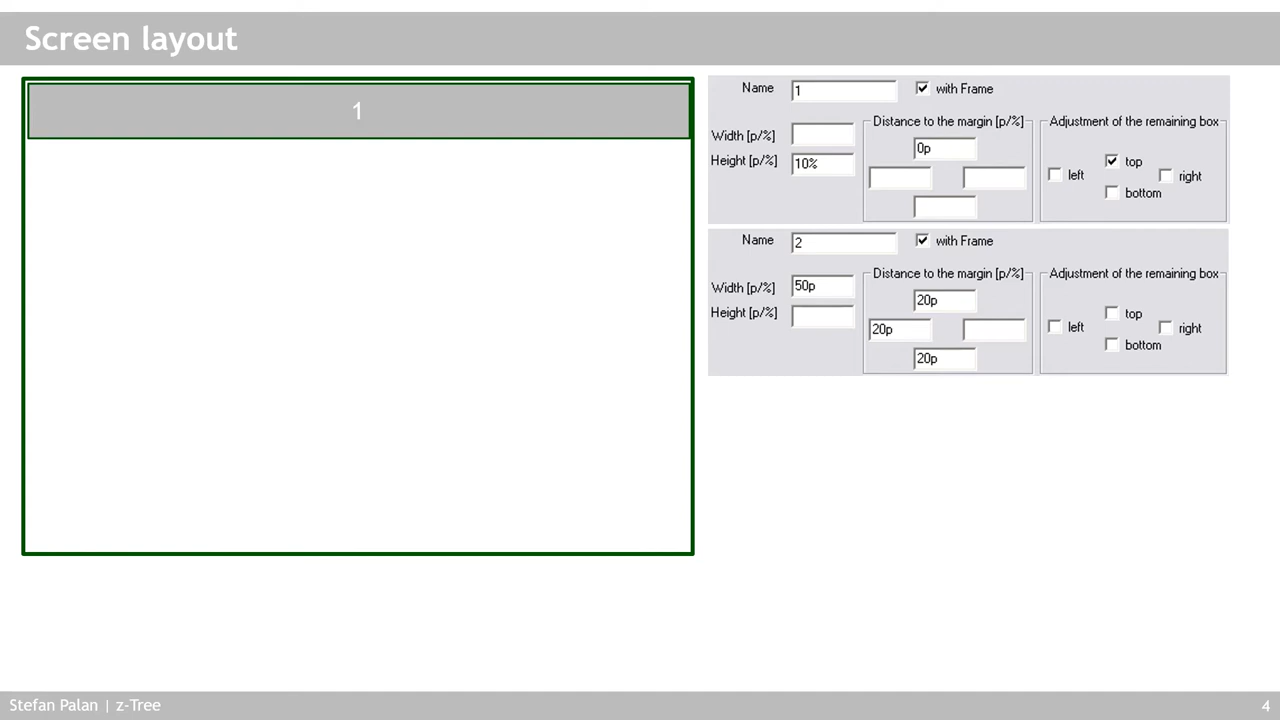 Screen layout
1
Name 1 with Frame
Width [p/%] Distance to the margin [p/%] Adjustment of the remaining box
Height [p/%] 10% 0p top
left right
bottom
Name 2 with Frame
Width [p/%] 50p Distance to the margin [p/%] Adjustment of the remaining box
Height [p/%] 20p top
20p left right
20p bottom
Stefan Palan | z-Tree 4